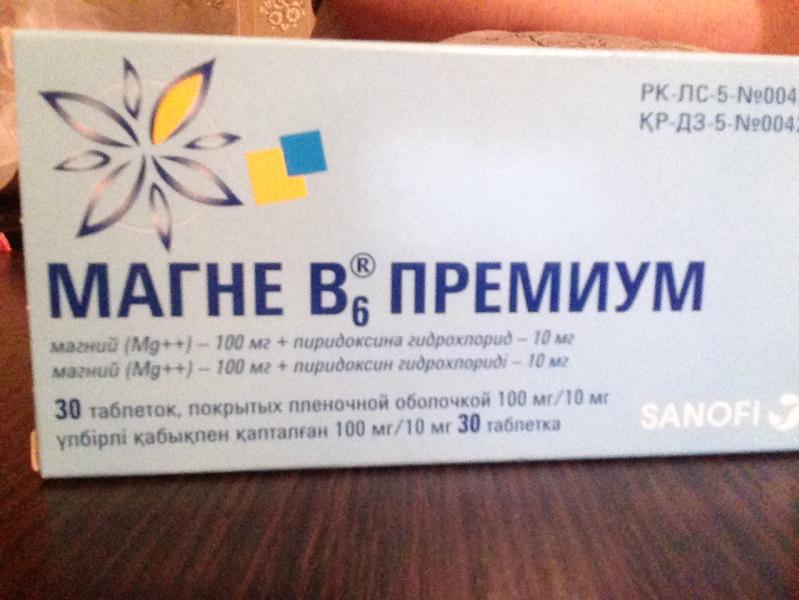 РК-ЛС-5-№004
ҚР-ДЗ-5-№004
МАГНЕ В6® ПРЕМИУМ
магний (Mg++) – 100 мг + пиридоксина гидрохлорид – 10 мг
магний (Mg++) – 100 мг + пиридоксин гидрохлориді – 10 мг
30 таблеток, покрытых пленочной оболочкой 100 мг/10 мг
үлбірлі қабықпен қапталған 100 мг/10 мг 30 таблетка
SANOFI